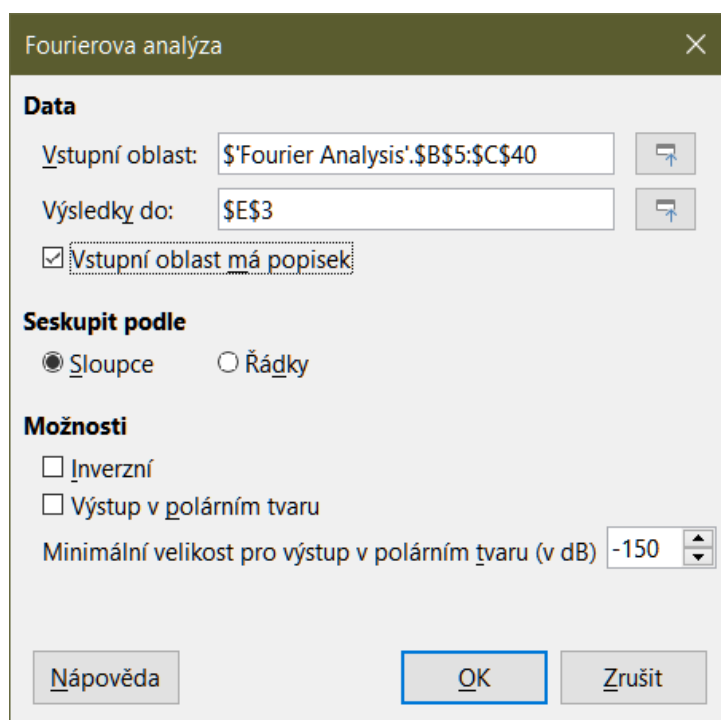 Fourierova analýza
Data
Vstupní oblast: $'Fourier Analysis'.$B$5:$C$40
Výsledky do: $E$3
Vstupní oblast má popisek
Seskupit podle
Sloupce Řádky
Možnosti
Inverzní
Výstup v polárním tvaru
Minimální velikost pro výstup v polárním tvaru (v dB) -150
Nápověda OK Zrušit